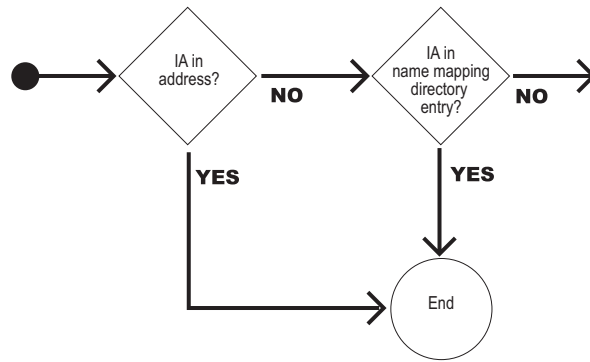 IA in
address?
NO
IA in
name mapping
directory
entry?
NO
YES
YES
End